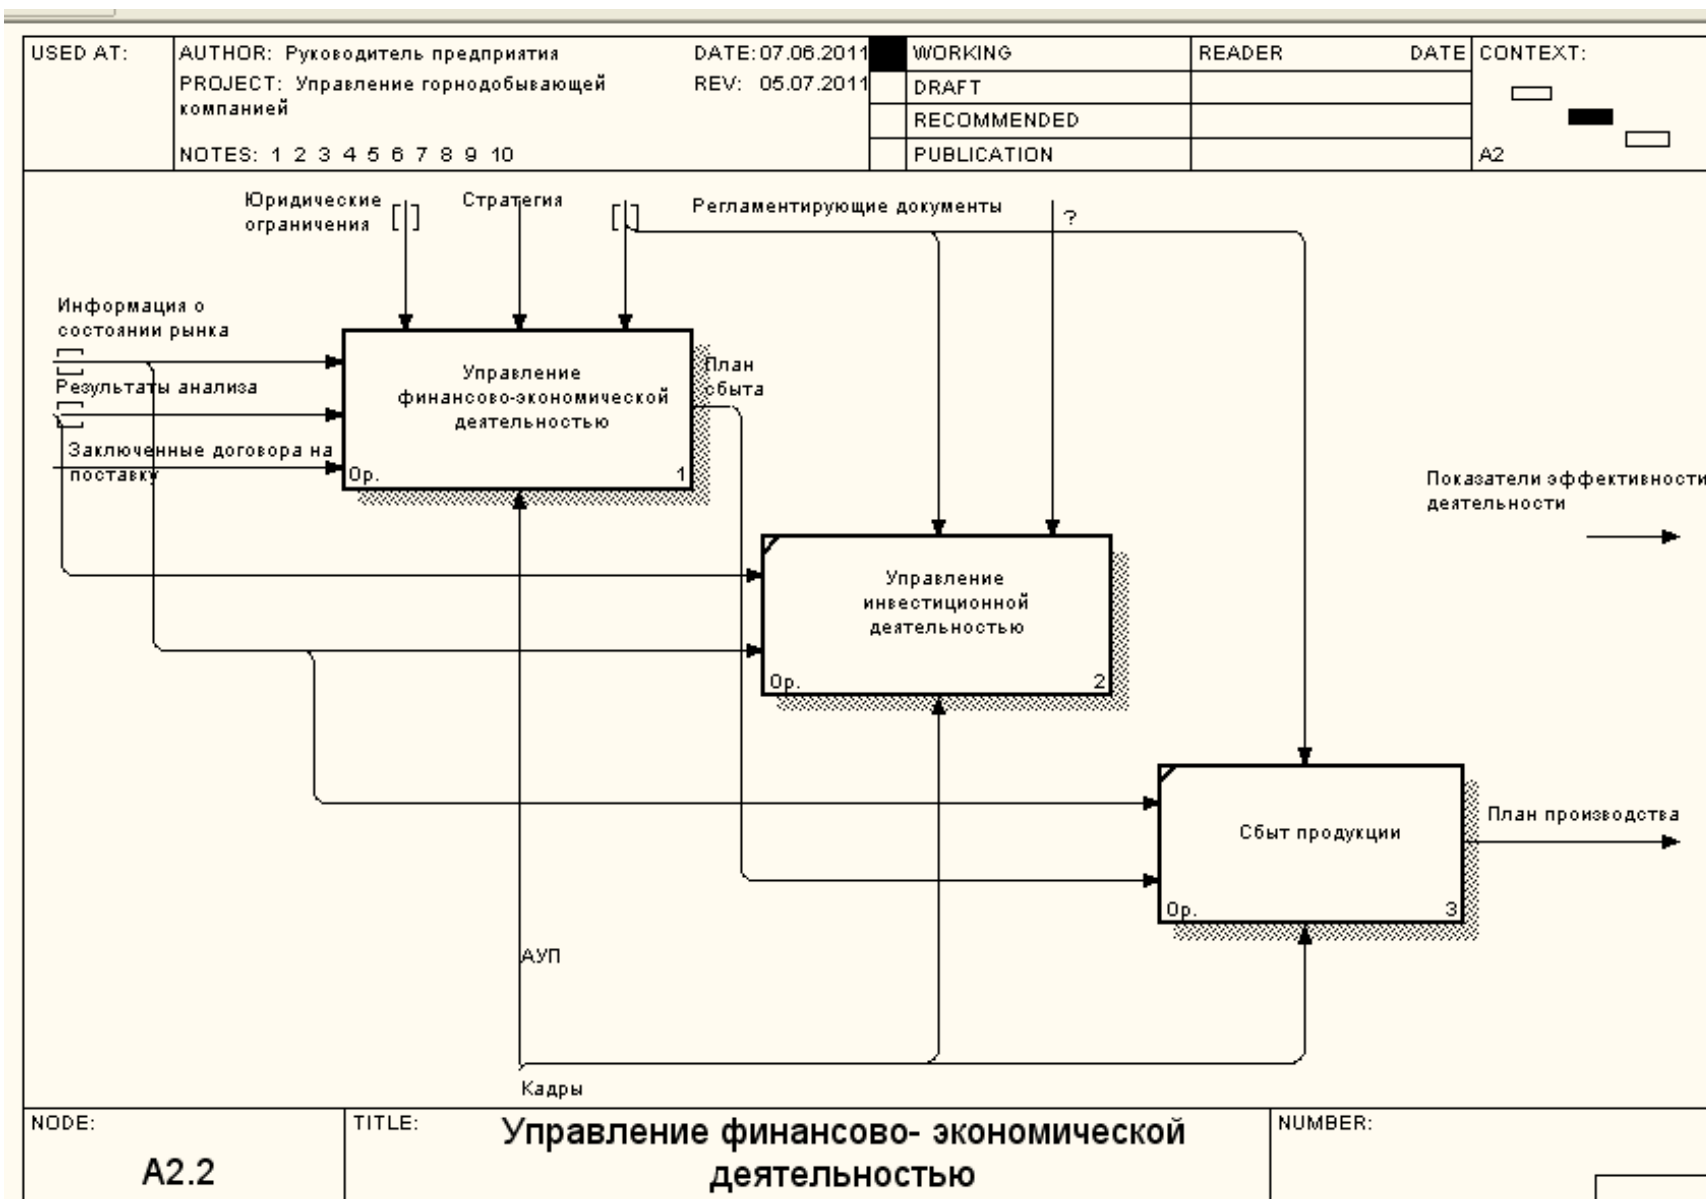 USED AT:
AUTHOR: Руководитель предприятия
DATE: 07.06.2011
PROJECT: Управление горнодобывающей
компанией
REV: 05.07.2011
NOTES: 1 2 3 4 5 6 7 8 9 10
WORKING
DRAFT
RECOMMENDED
PUBLICATION
READER
DATE
CONTEXT:
A2
Юридические
ограничения
Стратегия
Регламентирующие документы
?
Информация о
состоянии рынка
Результаты анализа
Заключенные договора на
поставку
Управление
финансово-экономической
деятельностью
0р.
1
План
сбыта
Показатели эффективности
деятельности
Управление
инвестиционной
деятельностью
0р.
2
Сбыт продукции
0р.
3
План производства
АУП
Кадры
NODE:
A2.2
TITLE:
Управление финансово- экономической
деятельностью
NUMBER: